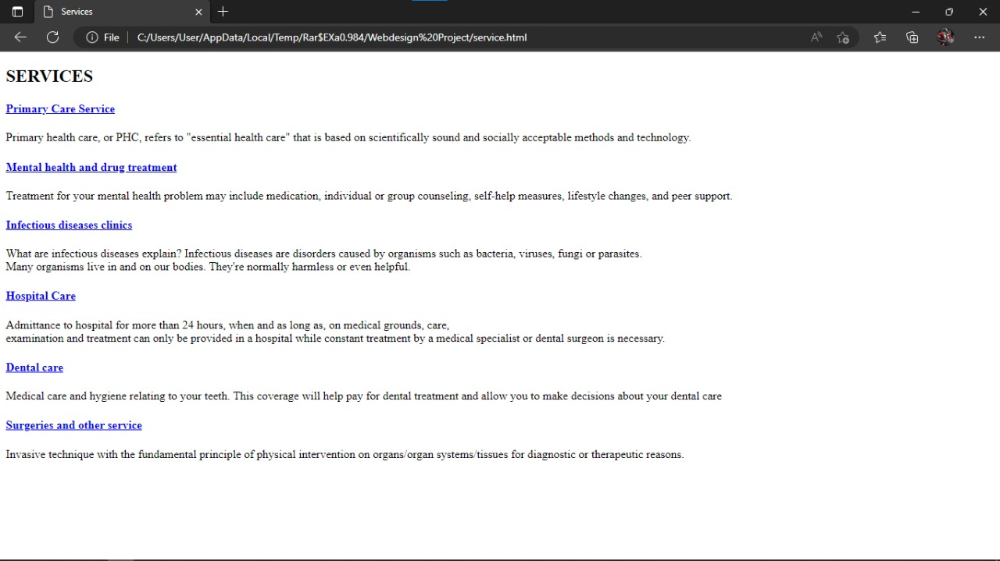 Services
File
C:/Users/User/AppData/Local/Temp/Rar$EXa0.984/Webdesign%20Project/service.html
SERVICES
Primary Care Service
Primary health care, or PHC, refers to "essential health care" that is based on scientifically sound and socially acceptable methods and technology.
Mental health and drug treatment
Treatment for your mental health problem may include medication, individual or group counseling, self-help measures, lifestyle changes, and peer support.
Infectious diseases clinics
What are infectious diseases explain? Infectious diseases are disorders caused by organisms such as bacteria, viruses, fungi or parasites.
Many organisms live in and on our bodies. They're normally harmless or even helpful.
Hospital Care
Admittance to hospital for more than 24 hours, when and as long as, on medical grounds, care,
examination and treatment can only be provided in a hospital while constant treatment by a medical specialist or dental surgeon is necessary.
Dental care
Medical care and hygiene relating to your teeth. This coverage will help pay for dental treatment and allow you to make decisions about your dental care
Surgeries and other service
Invasive technique with the fundamental principle of physical intervention on organs/organ systems/tissues for diagnostic or therapeutic reasons.